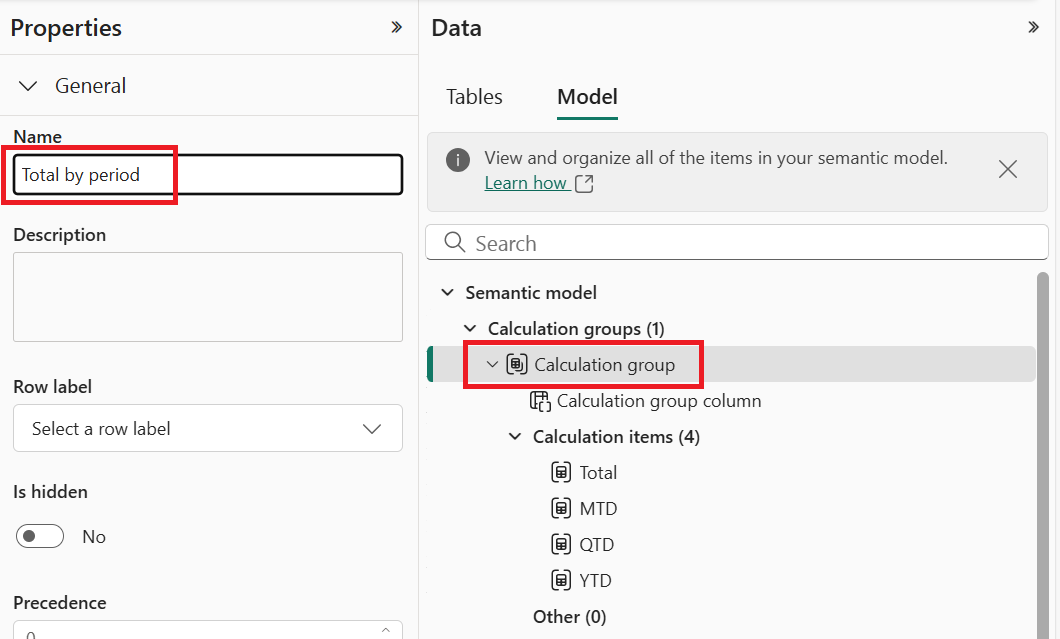 Properties
General
Name
Total by period
Description
Row label
Select a row label
Is hidden
No
Precedence
0
Data
Tables
Model
View and organize all of the items in your semantic model.
Learn how
Search
Semantic model
Calculation groups (1)
Calculation group
Calculation group column
Calculation items (4)
Total
MTD
QTD
YTD
Other (0)